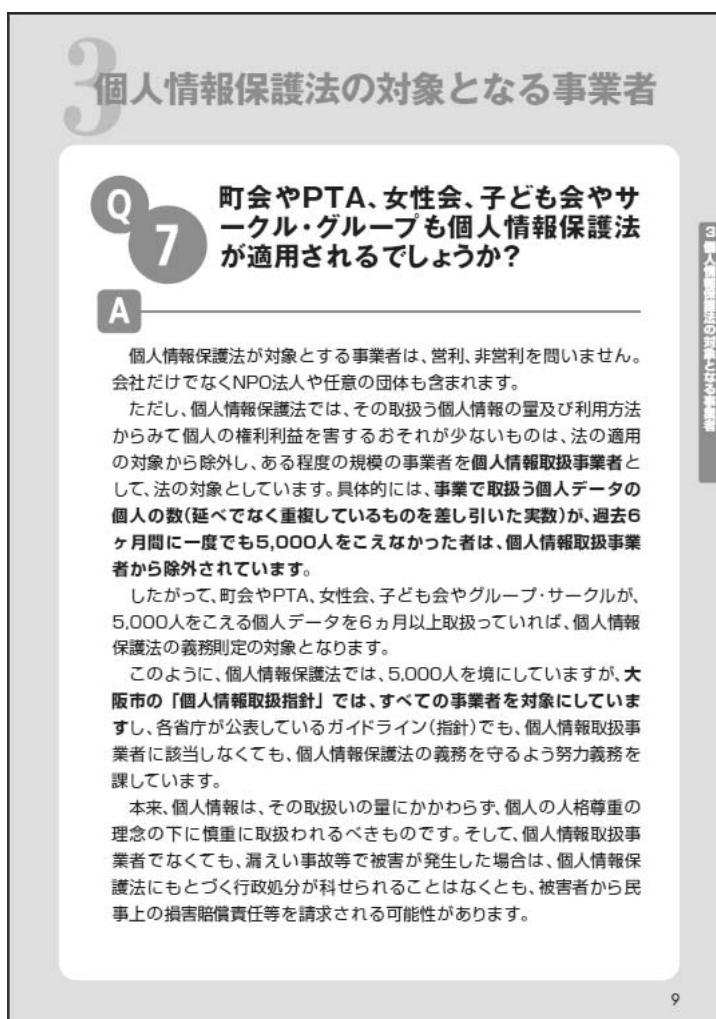 3個人情報保護法の対象となる事業者
Q7
町会やPTA、女性会、子ども会やサ
ークル・グループも個人情報保護法
が適用されるでしょうか?
A
個人情報保護法が対象とする事業者は、営利、非営利を問いません。
会社だけでなくNPO法人や任意の団体も含まれます。
ただし、個人情報保護法では、その取扱う個人情報の量及び利用方法
からみて個人の権利利益を害するおそれが少ないものは、法の適用
の対象から除外し、ある程度の規模の事業者を個人情報取扱事業者と
して、法の対象としています。具体的には、事業で取扱う個人データの
個人の数(延べでなく重複しているものを差し引いた実数)が、過去6
ヶ月間に一度でも5,000人をこえなかった者は、個人情報取扱事業
者から除外されています。
したがって、町会やPTA、女性会、子ども会やグループ・サークルが、
5,000人をこえる個人データを6ヵ月以上取扱っていれば、個人情報
保護法の義務則定の対象となります。
このように、個人情報保護法では、5,000人を境にしていますが、大
阪市の「個人情報取扱指針」では、すべての事業者を対象にしていま
すし、各省庁が公表しているガイドライン(指針)でも、個人情報取扱事
業者に該当しなくても、個人情報保護法の義務を守るよう努力義務を
課しています。
本来、個人情報は、その取扱いの量にかかわらず、個人の人格尊重の
理念の下に慎重に取扱われるべきものです。そして、個人情報取扱事
業者でなくても、漏えい事故等で被害が発生した場合は、個人情報保
護法にもとづく行政処分が科せられることはなくとも、被害者から民
事上の損害賠償責任等を請求される可能性があります。
3 個人情報保護法の対象となる事業者
9